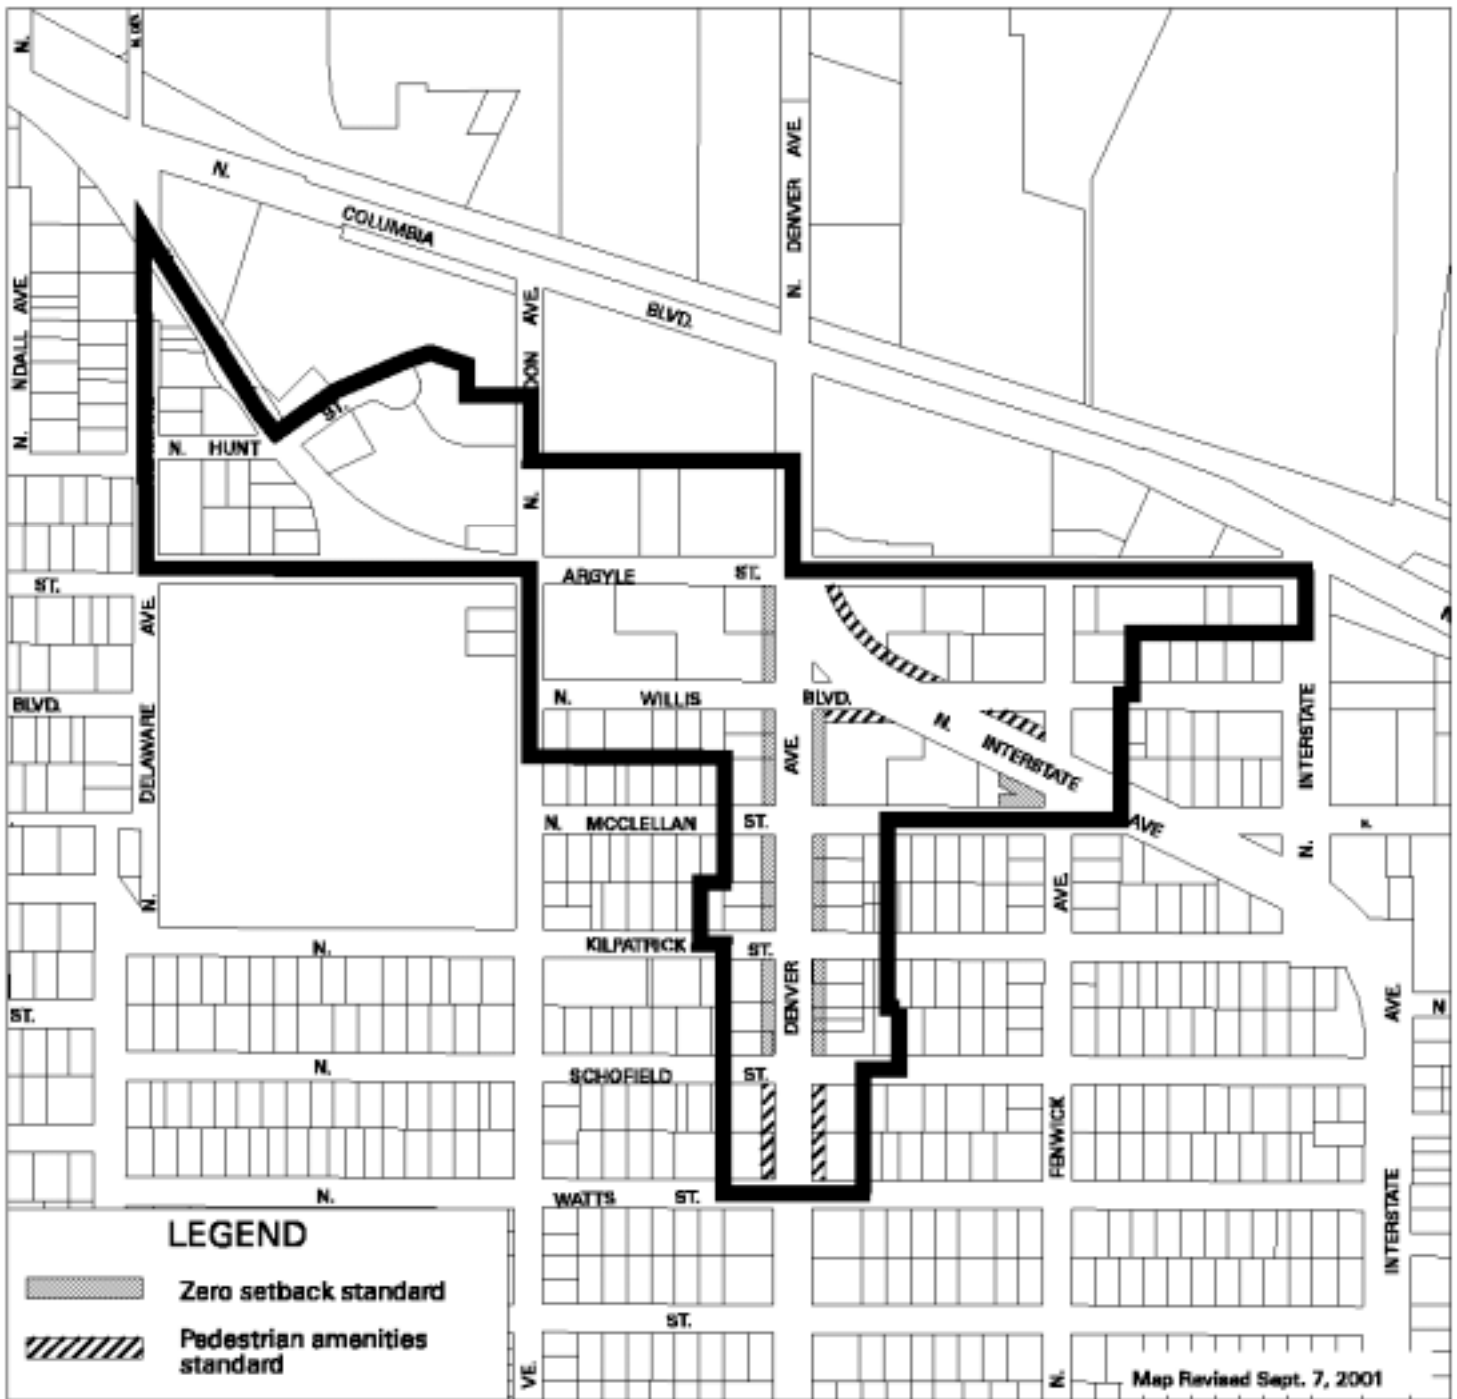 N.
N.
COLUMBIA
BLVD.
N. DENVER AVE.
N. NDALL AVE.
DON AVE.
N.
ST.
N. HUNT
ARGYLE ST.
ST.
AVE.
DELAWARE
N.
BLVD.
N. WILLIS BLVD.
AVE.
DENVER
N. INTERSTATE AVE
N. INTERSTATE
N. MCCLELLAN ST.
N.
AVE.
FENWICK
N.
KILPATRICK ST.
N.
ST.
N.
SCHOFIELD ST.
N.
N.
WATTS ST.
AVE.
INTERSTATE
N
ST.
VE.
LEGEND
Zero setback standard
Pedestrian amenities
standard
Map Revised Sept. 7, 2001